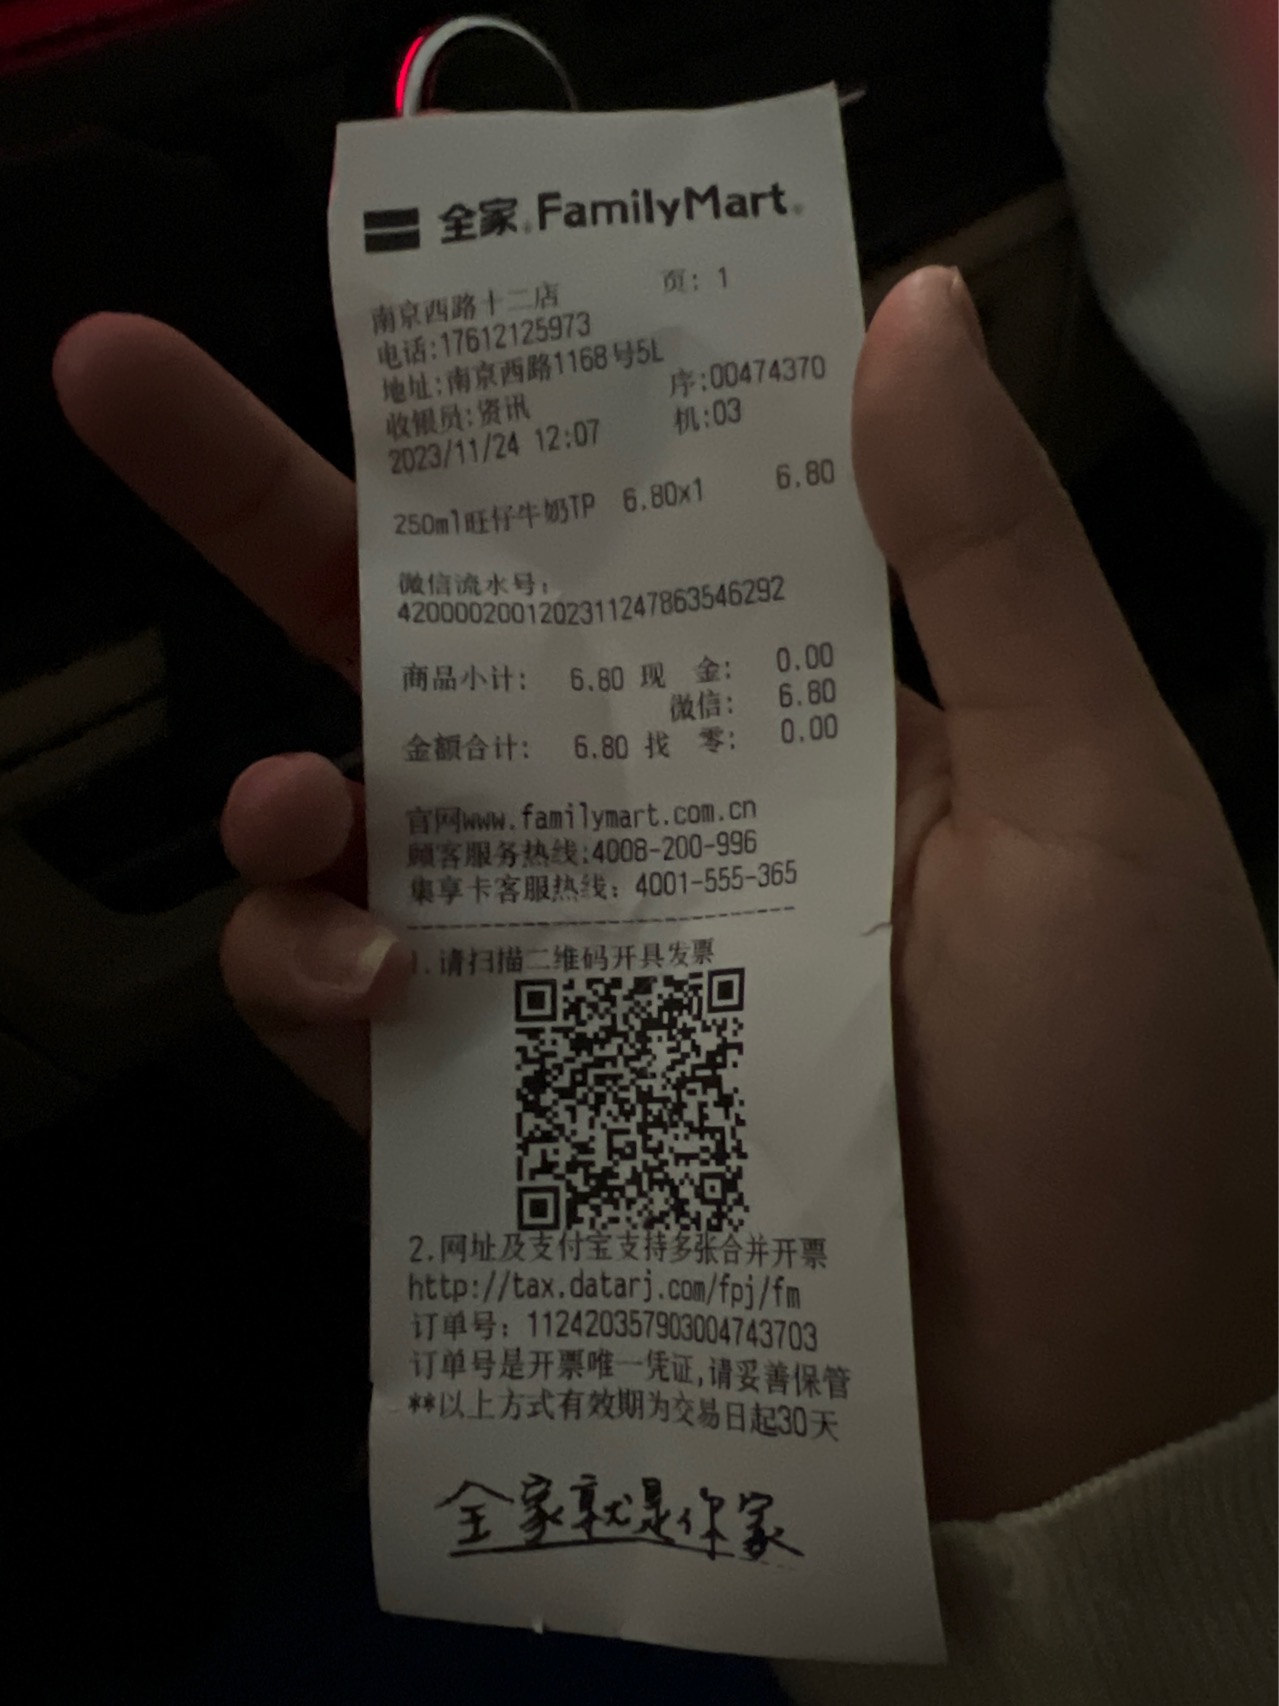 全家 FamilyMart
南京西路十二店 页: 1
电话:17612125973
地址:南京西路1168号5L
收银员:资讯 序:00474370
2023/11/24 12:07 机:03
250ml旺仔牛奶TP 6.80x1 6.80
微信流水号:
4200002001202311247863546292
商品小计: 6.80 现 金: 0.00
微信: 6.80
金额合计: 6.80 找 零: 0.00
官网www.familymart.com.cn
顾客服务热线:4008-200-996
集享卡客服热线: 4001-555-365
1.请扫描二维码开具发票
2.网址及支付宝支持多张合并开票
http://tax.datarj.com/fpj/fm
订单号: 112420357903004743703
订单号是开票唯一凭证,请妥善保管
**以上方式有效期为交易日起30天
全家就是你家